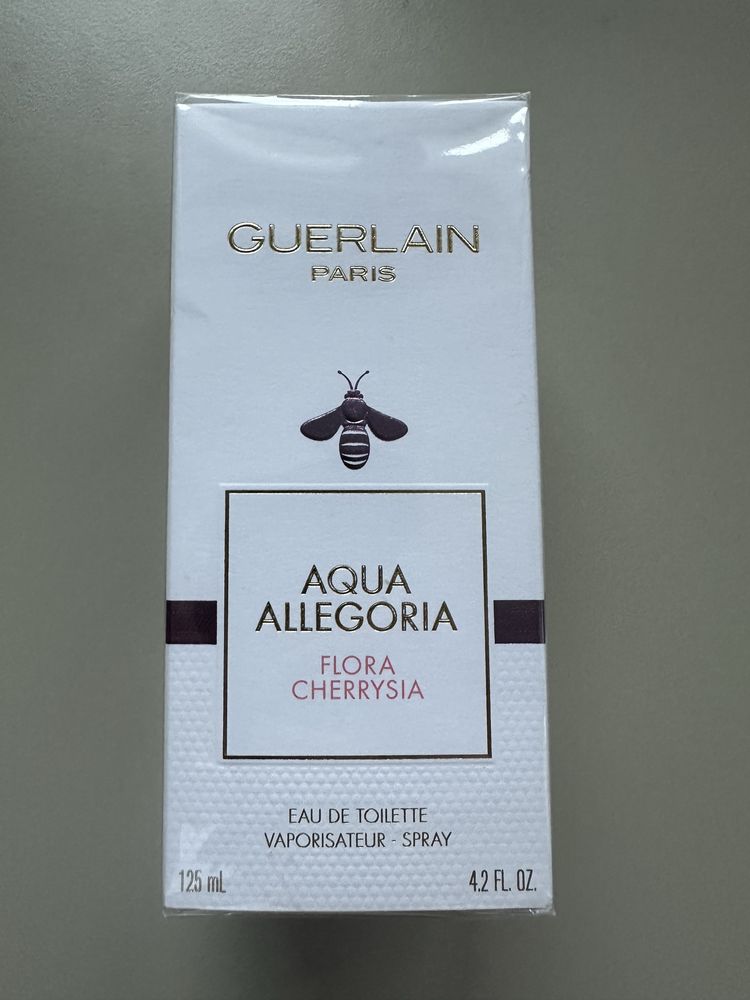 GUERLAIN
PARIS
AQUA
ALLEGORIA
FLORA
CHERRYSIA
EAU DE TOILETTE
VAPORISATEUR - SPRAY
125 mL 4.2 FL. OZ.